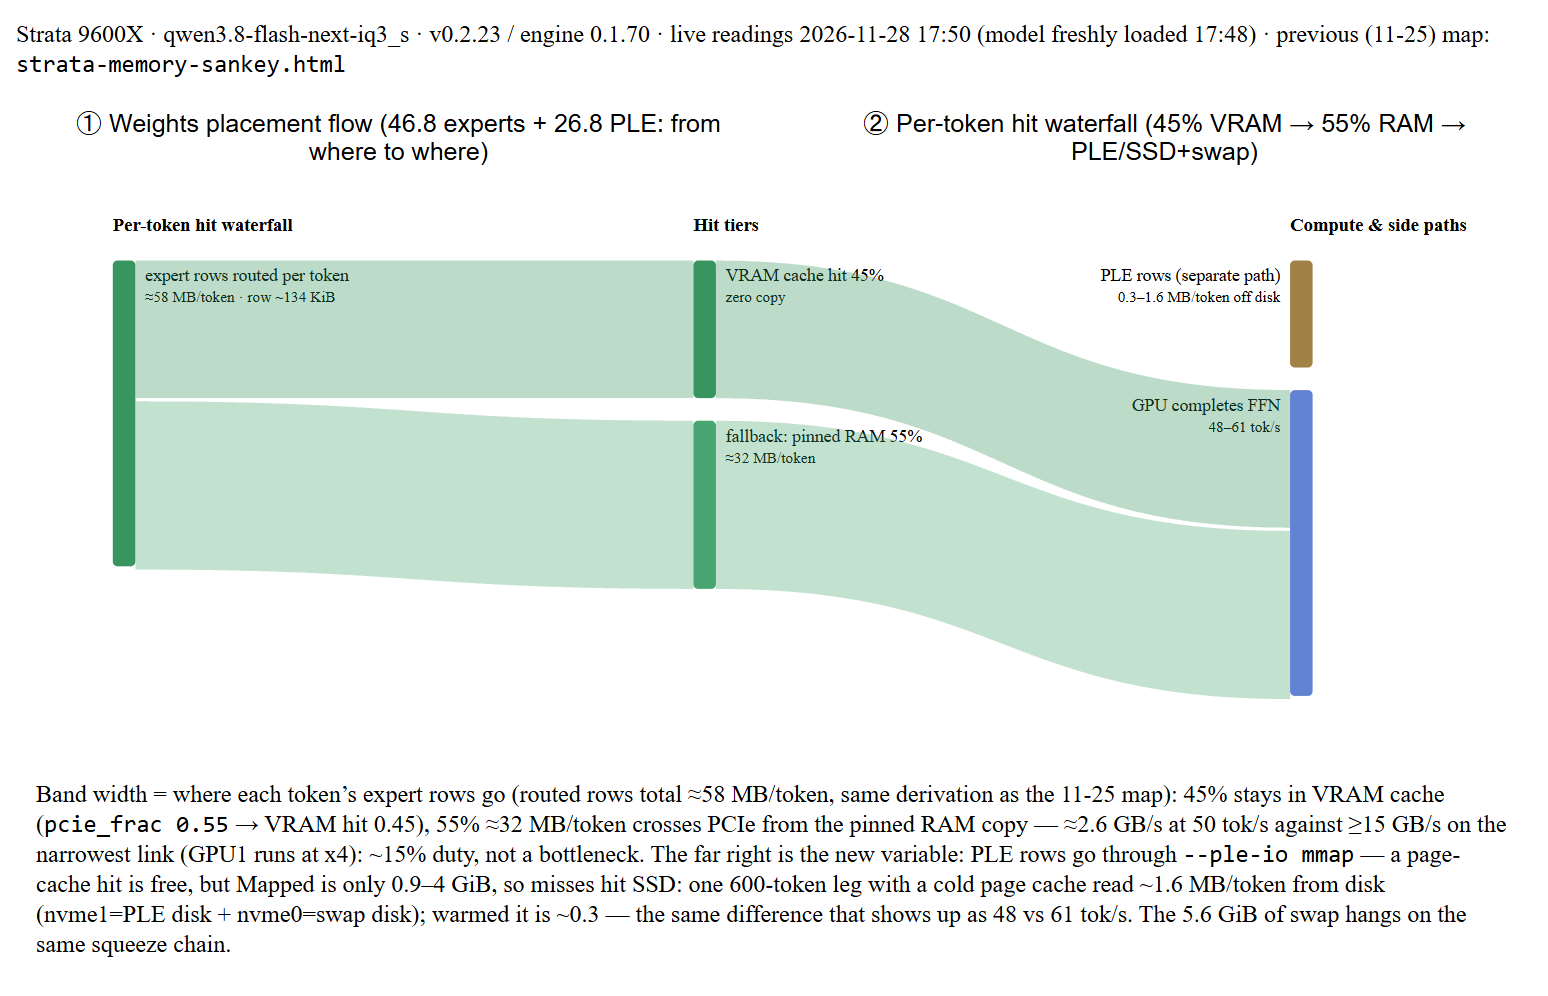 Strata 9600X · qwen3.8-flash-next-iq3_s · v0.2.23 / engine 0.1.70 · live readings 2026-11-28 17:50 (model freshly loaded 17:48) · previous (11-25) map:
strata-memory-sankey.html
① Weights placement flow (46.8 experts + 26.8 PLE: from
where to where)
② Per-token hit waterfall (45% VRAM → 55% RAM →
PLE/SSD+swap)
Per-token hit waterfall
Hit tiers
Compute & side paths
expert rows routed per token
≈58 MB/token · row ~134 KiB
VRAM cache hit 45%
zero copy
PLE rows (separate path)
0.3–1.6 MB/token off disk
GPU completes FFN
48–61 tok/s
fallback: pinned RAM 55%
≈32 MB/token
Band width = where each token’s expert rows go (routed rows total ≈58 MB/token, same derivation as the 11-25 map): 45% stays in VRAM cache
(pcie_frac 0.55 → VRAM hit 0.45), 55% ≈32 MB/token crosses PCIe from the pinned RAM copy — ≈2.6 GB/s at 50 tok/s against ≥15 GB/s on the
narrowest link (GPU1 runs at x4): ~15% duty, not a bottleneck. The far right is the new variable: PLE rows go through --ple-io mmap — a page-
cache hit is free, but Mapped is only 0.9–4 GiB, so misses hit SSD: one 600-token leg with a cold page cache read ~1.6 MB/token from disk
(nvme1=PLE disk + nvme0=swap disk); warmed it is ~0.3 — the same difference that shows up as 48 vs 61 tok/s. The 5.6 GiB of swap hangs on the
same squeeze chain.